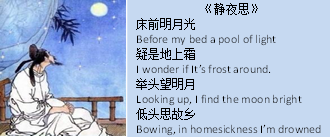 《静夜思》
床前明月光
Before my bed a pool of light
疑是地上霜
I wonder if It's frost around.
举头望明月
Looking up, I find the moon bright
低头思故乡
Bowing, in homesickness I'm drowned